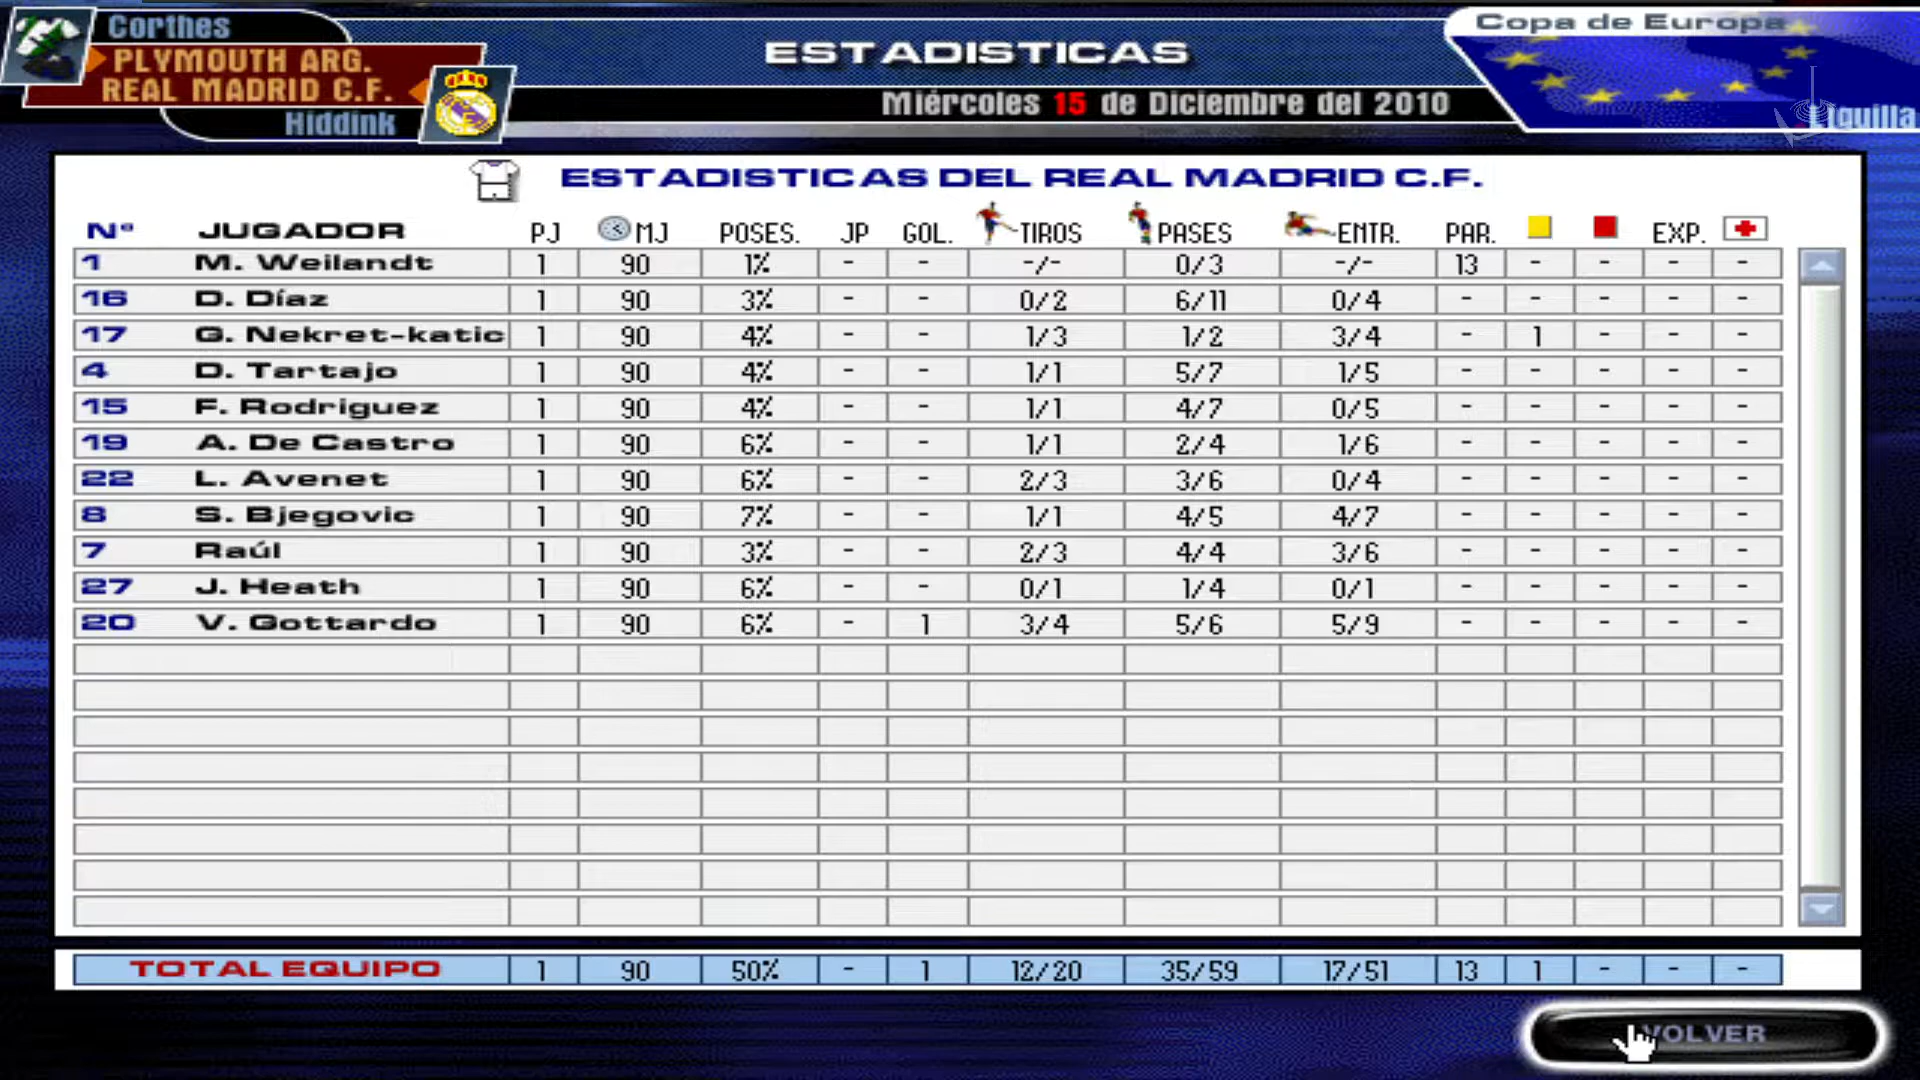 Corthes
PLYMOUTH ARG.
REAL MADRID C.F.
Hiddink
ESTADISTICAS
Miércoles 15 de Diciembre del 2010
Copa de Europa
Liguilla
ESTADISTICAS DEL REAL MADRID C.F.
Nº JUGADOR PJ MJ POSES. JP GOL. TIROS PASES ENTR. PAR. EXP.
1 M. Weilandt 1 90 1% - - -/- 0/3 -/- 13 - - - -
16 D. Díaz 1 90 3% - - 0/2 6/11 0/4 - - - - -
17 G. Nekret-katic 1 90 4% - - 1/3 1/2 3/4 - 1 - - -
4 D. Tartajo 1 90 4% - - 1/1 5/7 1/5 - - - - -
15 F. Rodriguez 1 90 4% - - 1/1 4/7 0/5 - - - - -
19 A. De Castro 1 90 6% - - 1/1 2/4 1/6 - - - - -
22 L. Avenet 1 90 6% - - 2/3 3/6 0/4 - - - - -
8 S. Bjegovic 1 90 7% - - 1/1 4/5 4/7 - - - - -
7 Raúl 1 90 3% - - 2/3 4/4 3/6 - - - - -
27 J. Heath 1 90 6% - - 0/1 1/4 0/1 - - - - -
20 V. Gottardo 1 90 6% - 1 3/4 5/6 5/9 - - - - -
TOTAL EQUIPO 1 90 50% - 1 12/20 35/59 17/51 13 1 - - -
VOLVER